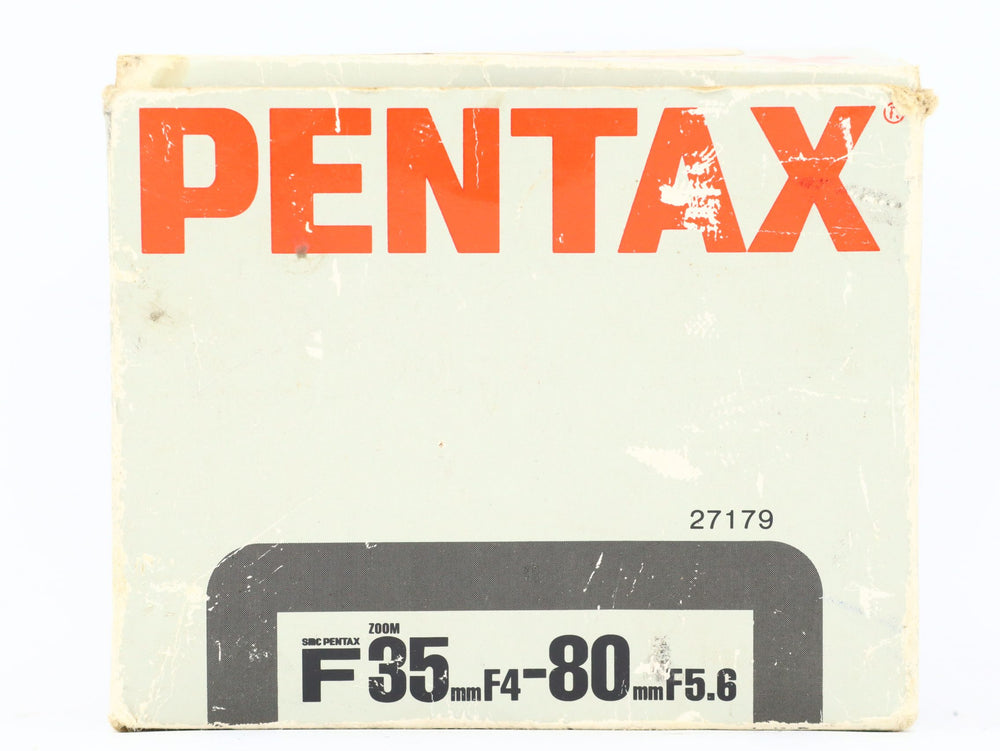 PENTAX®
27179
ZOOM
smc PENTAX
F 35mm F4-80mm F5.6